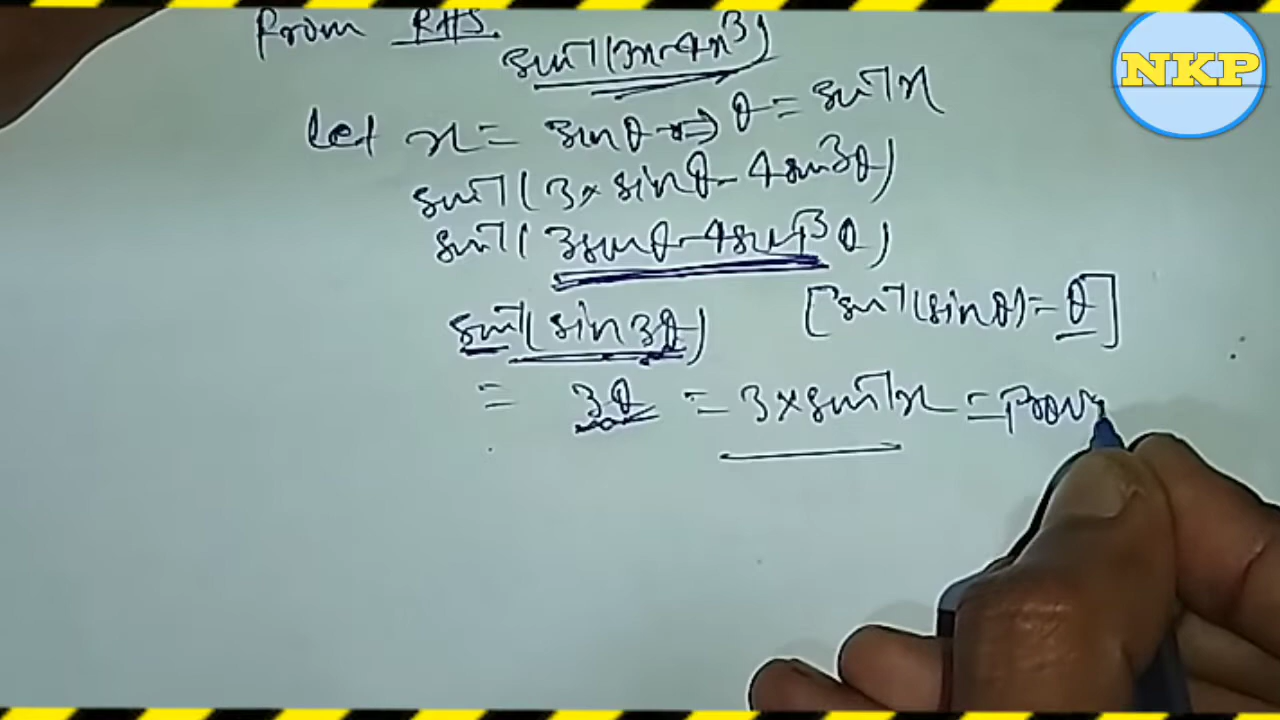 From RHS.
sin⁻¹(3x-4x³)
NKP
Let x = sinθ ⇒ θ = sin⁻¹x
sin⁻¹(3×sinθ-4sin³θ)
sin⁻¹(3sinθ-4sin³θ)
sin⁻¹(sin3θ) [sin⁻¹(sinθ)=θ]
= 3θ = 3×sin⁻¹x = Prov